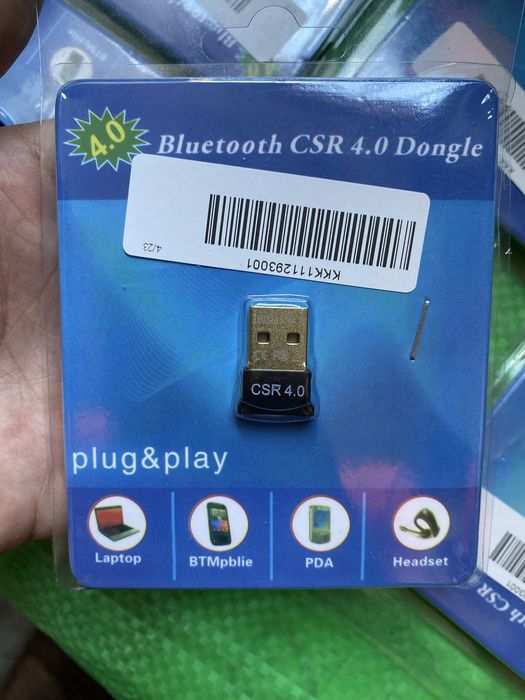 4.0
Bluetooth CSR 4.0 Dongle
4/23
KKK111293001
CSR 4.0
plug&play
Laptop
BTMpblie
PDA
Headset